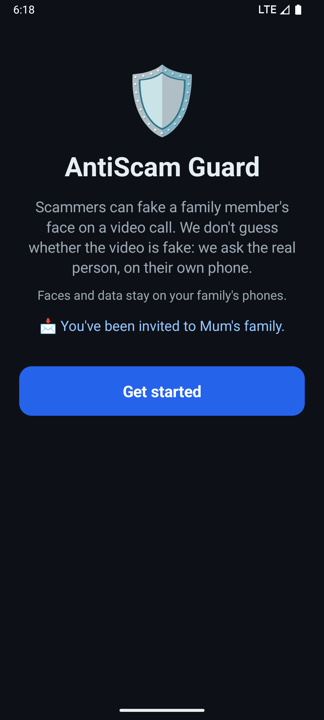 6:18
LTE
AntiScam Guard
Scammers can fake a family member's
face on a video call. We don't guess
whether the video is fake: we ask the real
person, on their own phone.
Faces and data stay on your family's phones.
You've been invited to Mum's family.
Get started